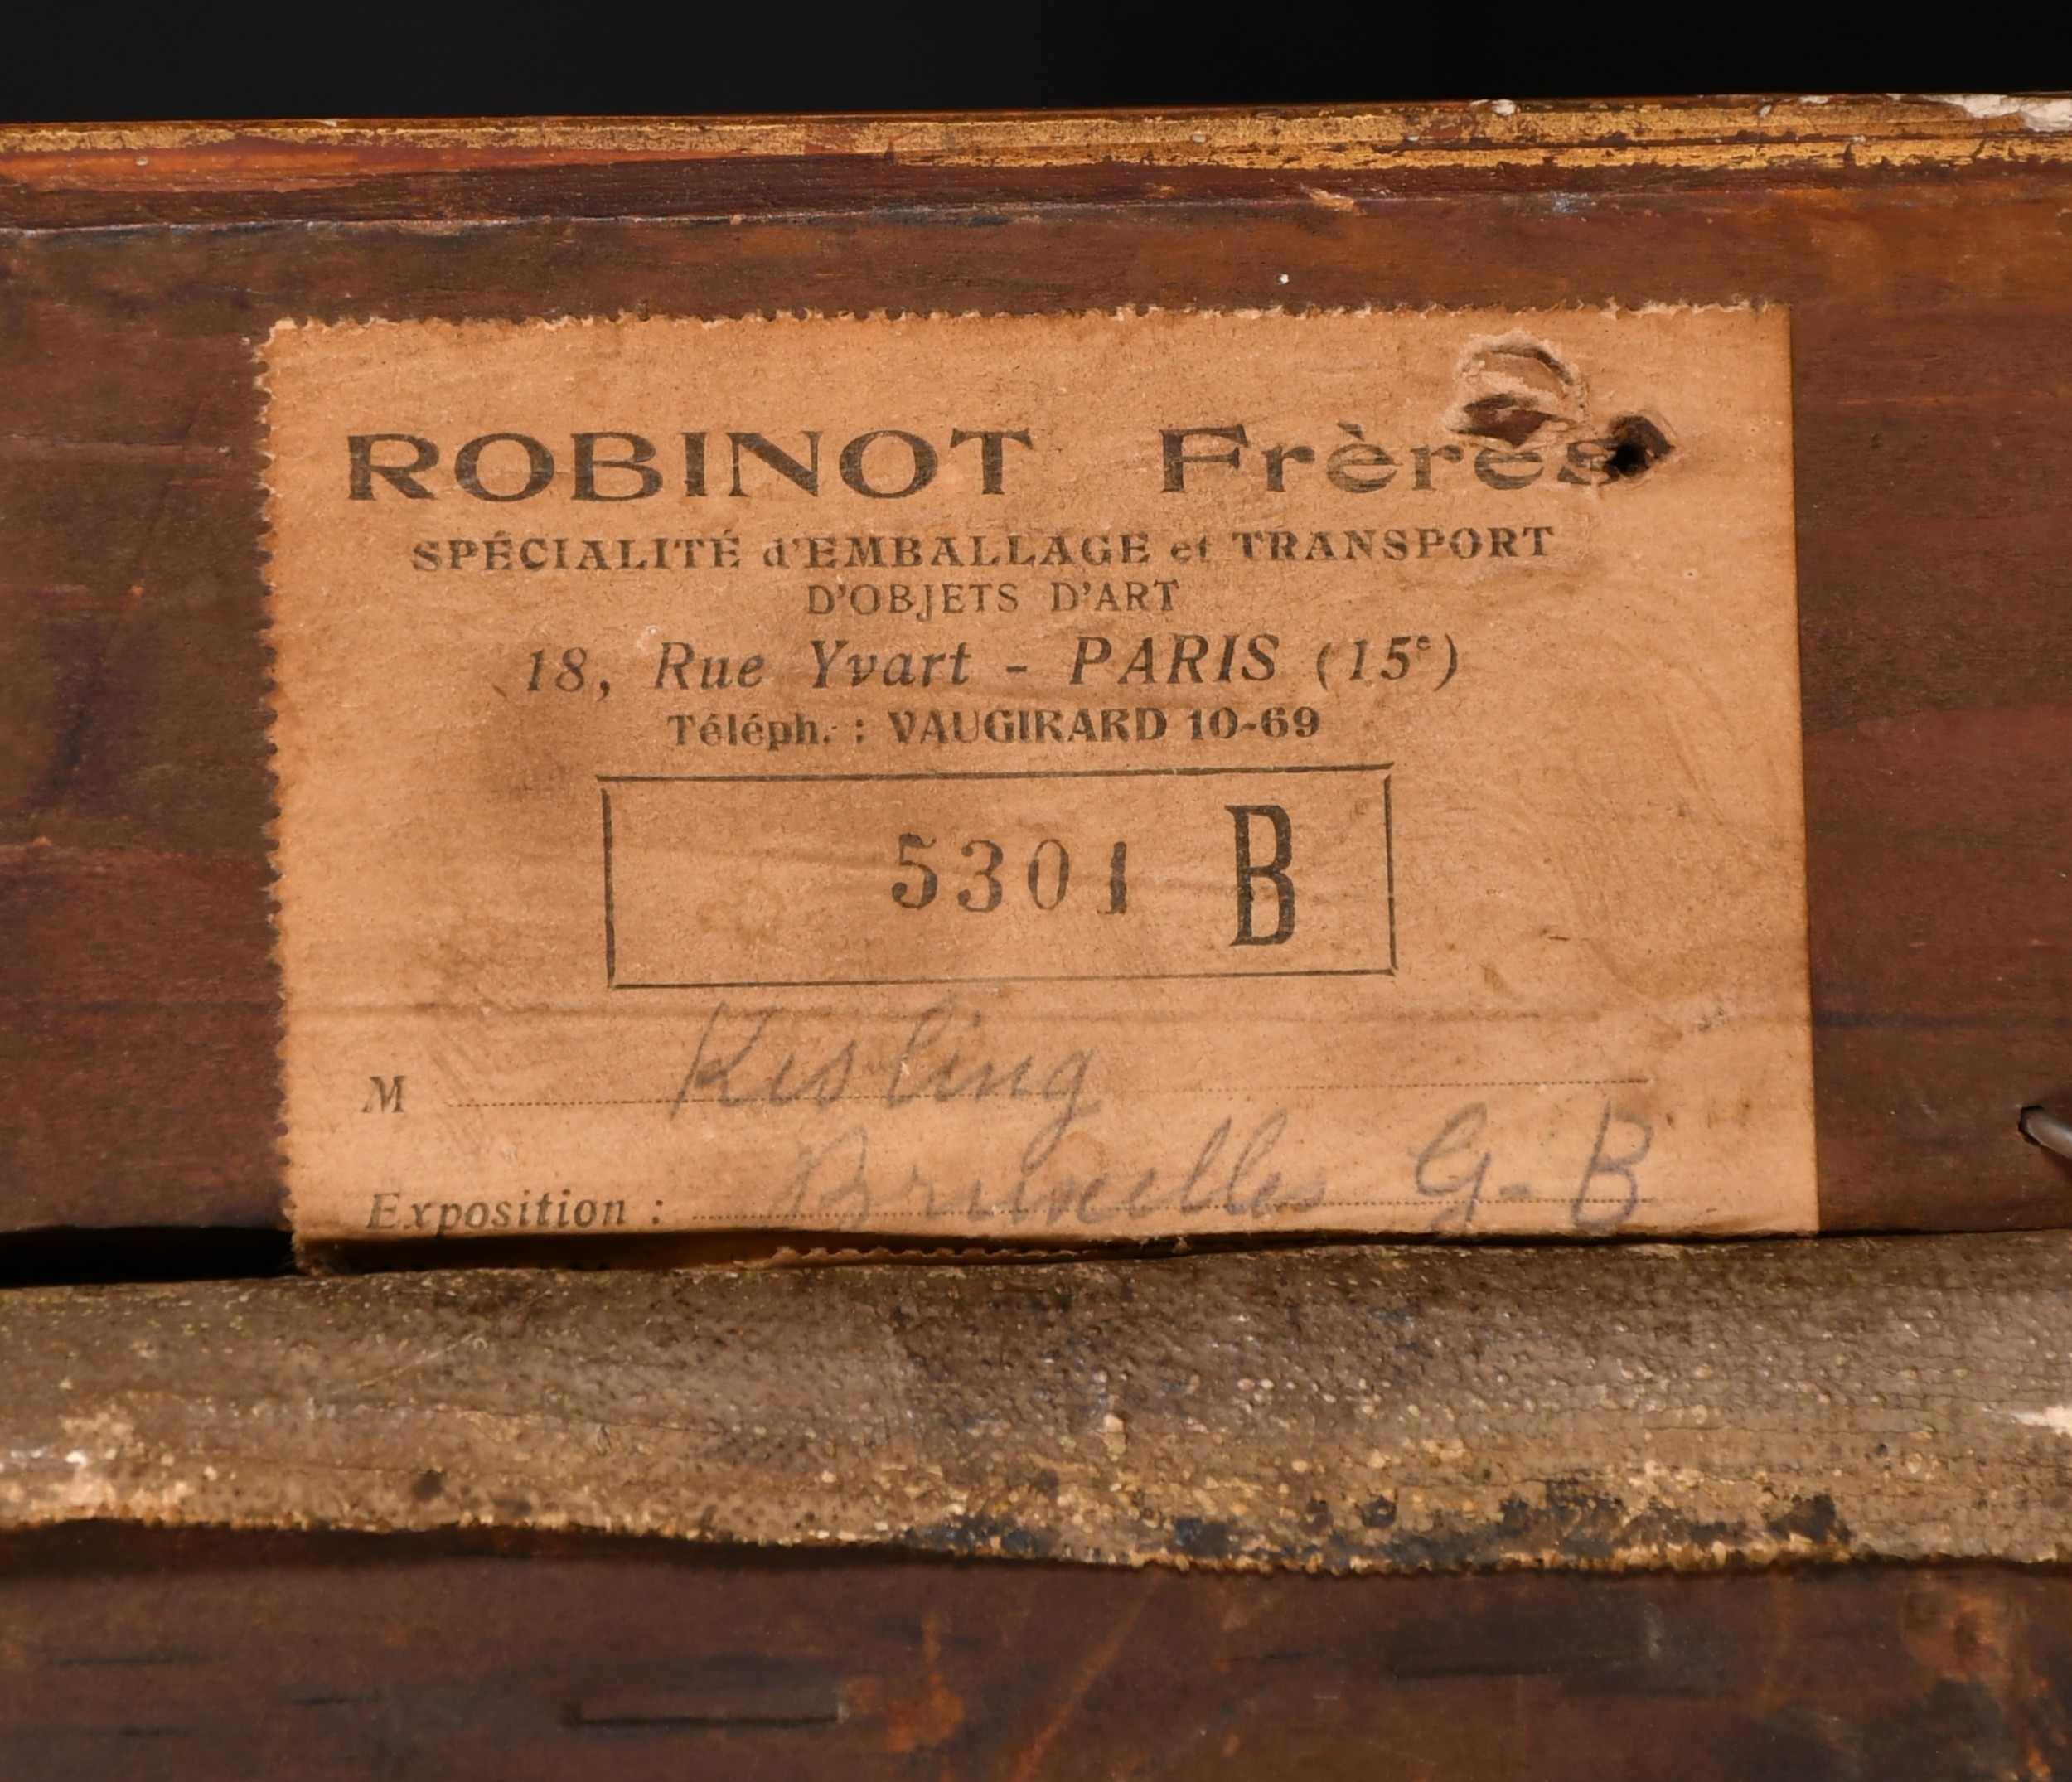 ROBINOT Frères
SPÉCIALITÉ d'EMBALLAGE et TRANSPORT
D'OBJETS D'ART
18, Rue Yvart - PARIS (15e)
Téléph. : VAUGIRARD 10-69
5301 B
M Kisling
Exposition : Bruxelles G-B